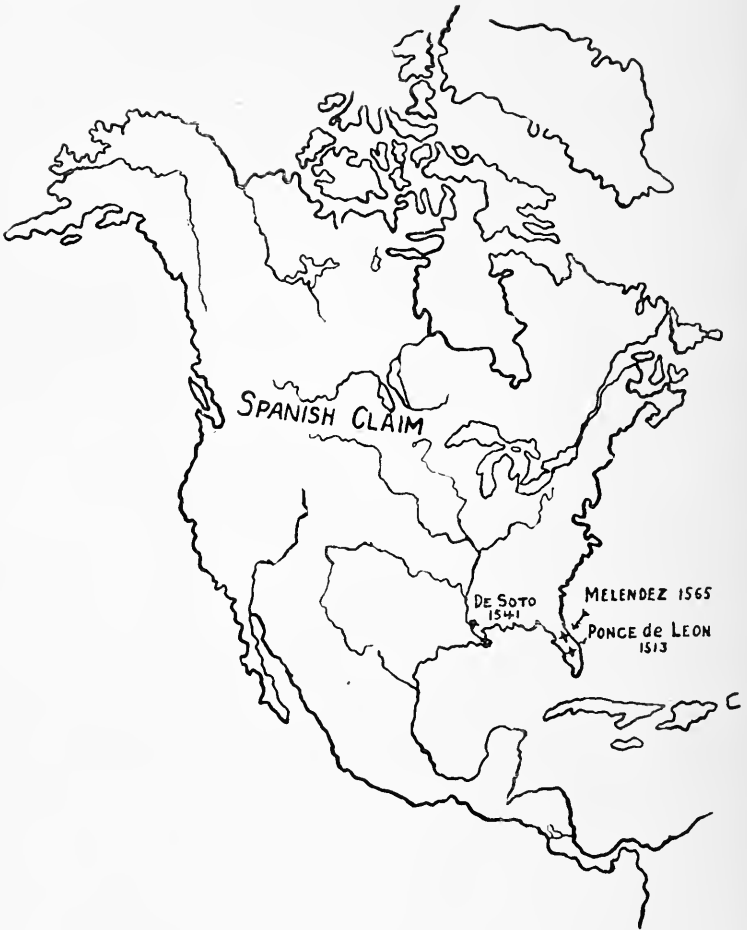 SPANISH CLAIM
DE SOTO
1541
MELENDEZ 1565
PONCE de LEON
1513